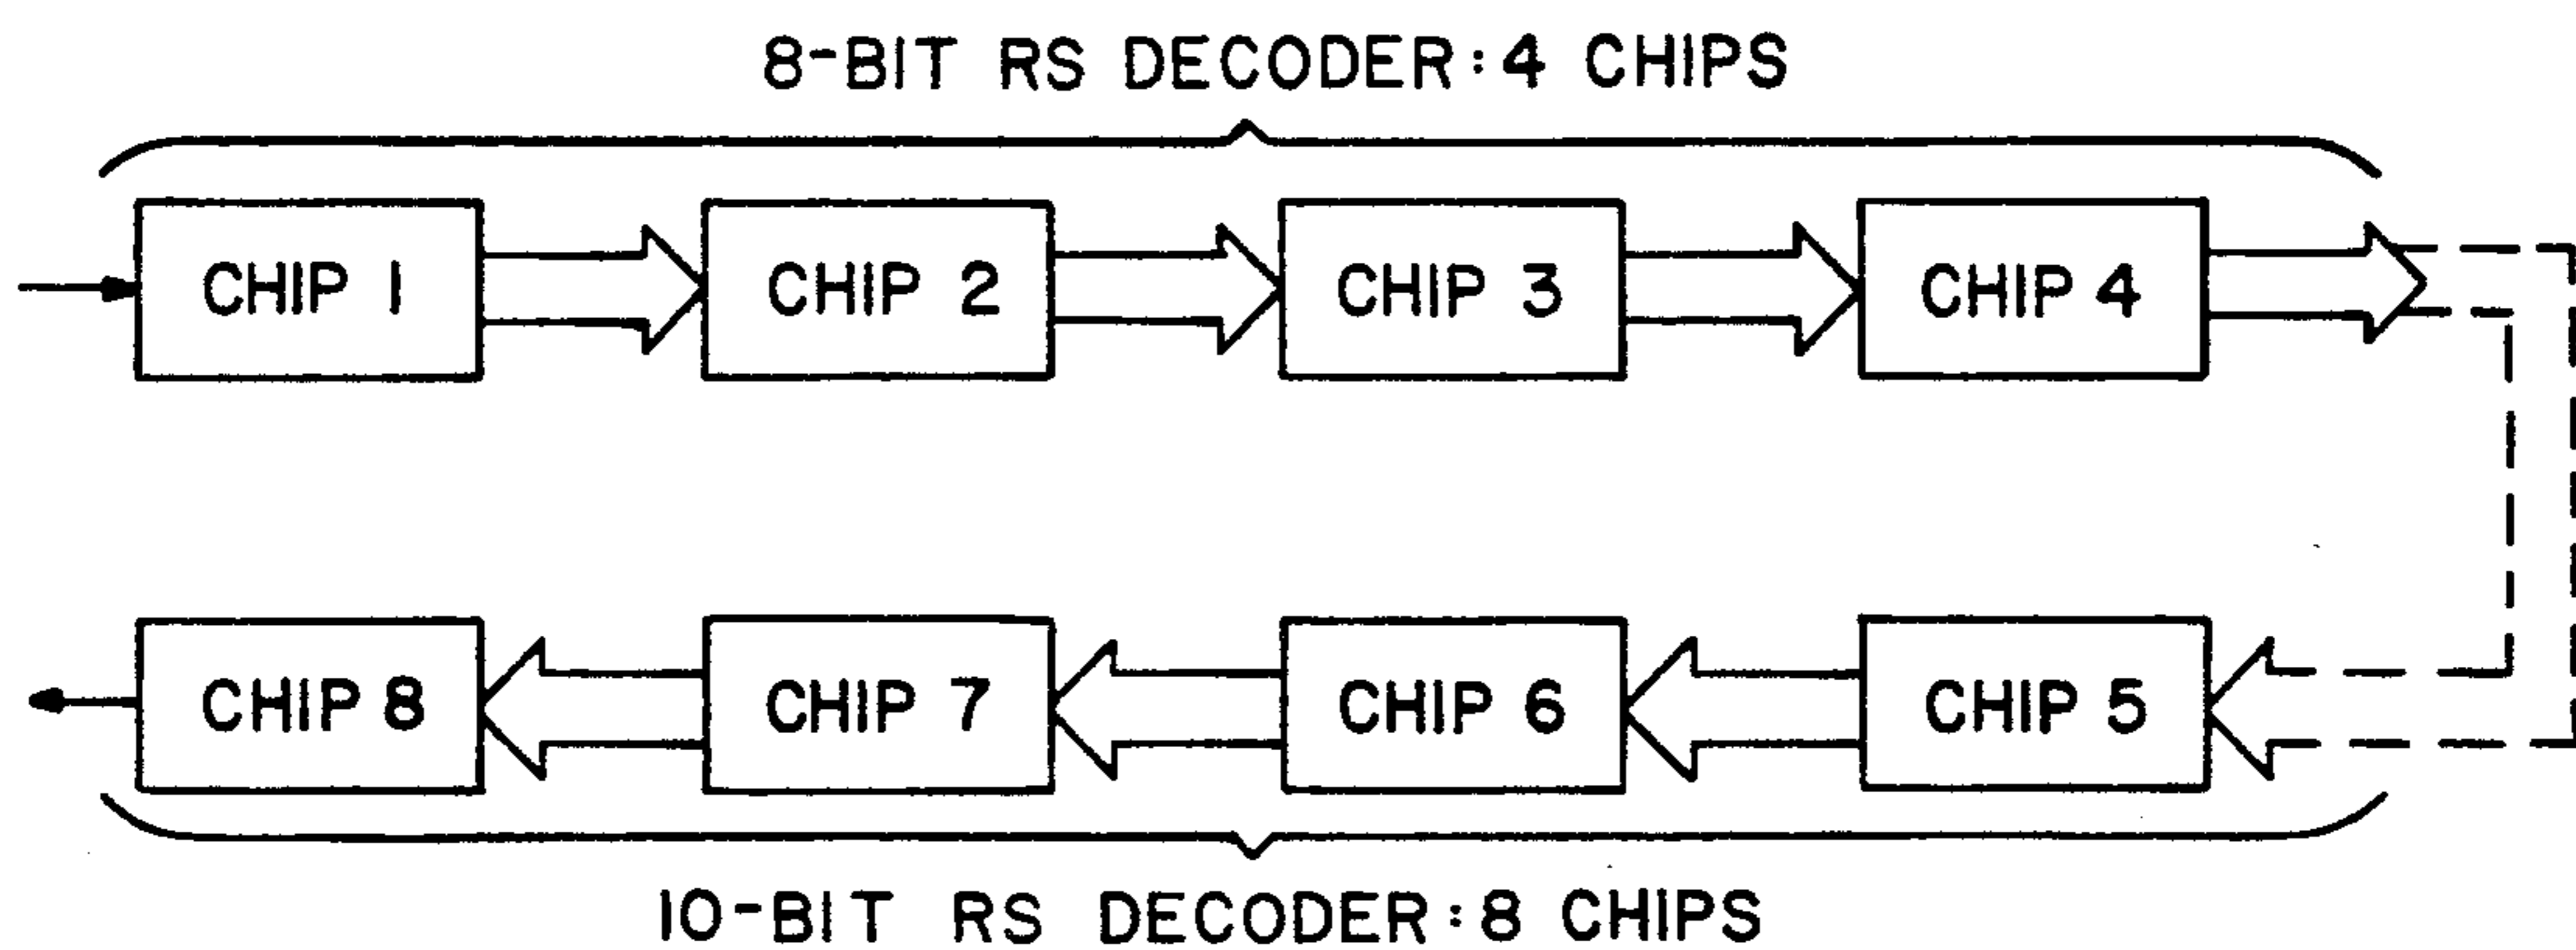 8-BIT RS DECODER: 4 CHIPS
CHIP 1
CHIP 2
CHIP 3
CHIP 4
CHIP 8
CHIP 7
CHIP 6
CHIP 5
10-BIT RS DECODER: 8 CHIPS